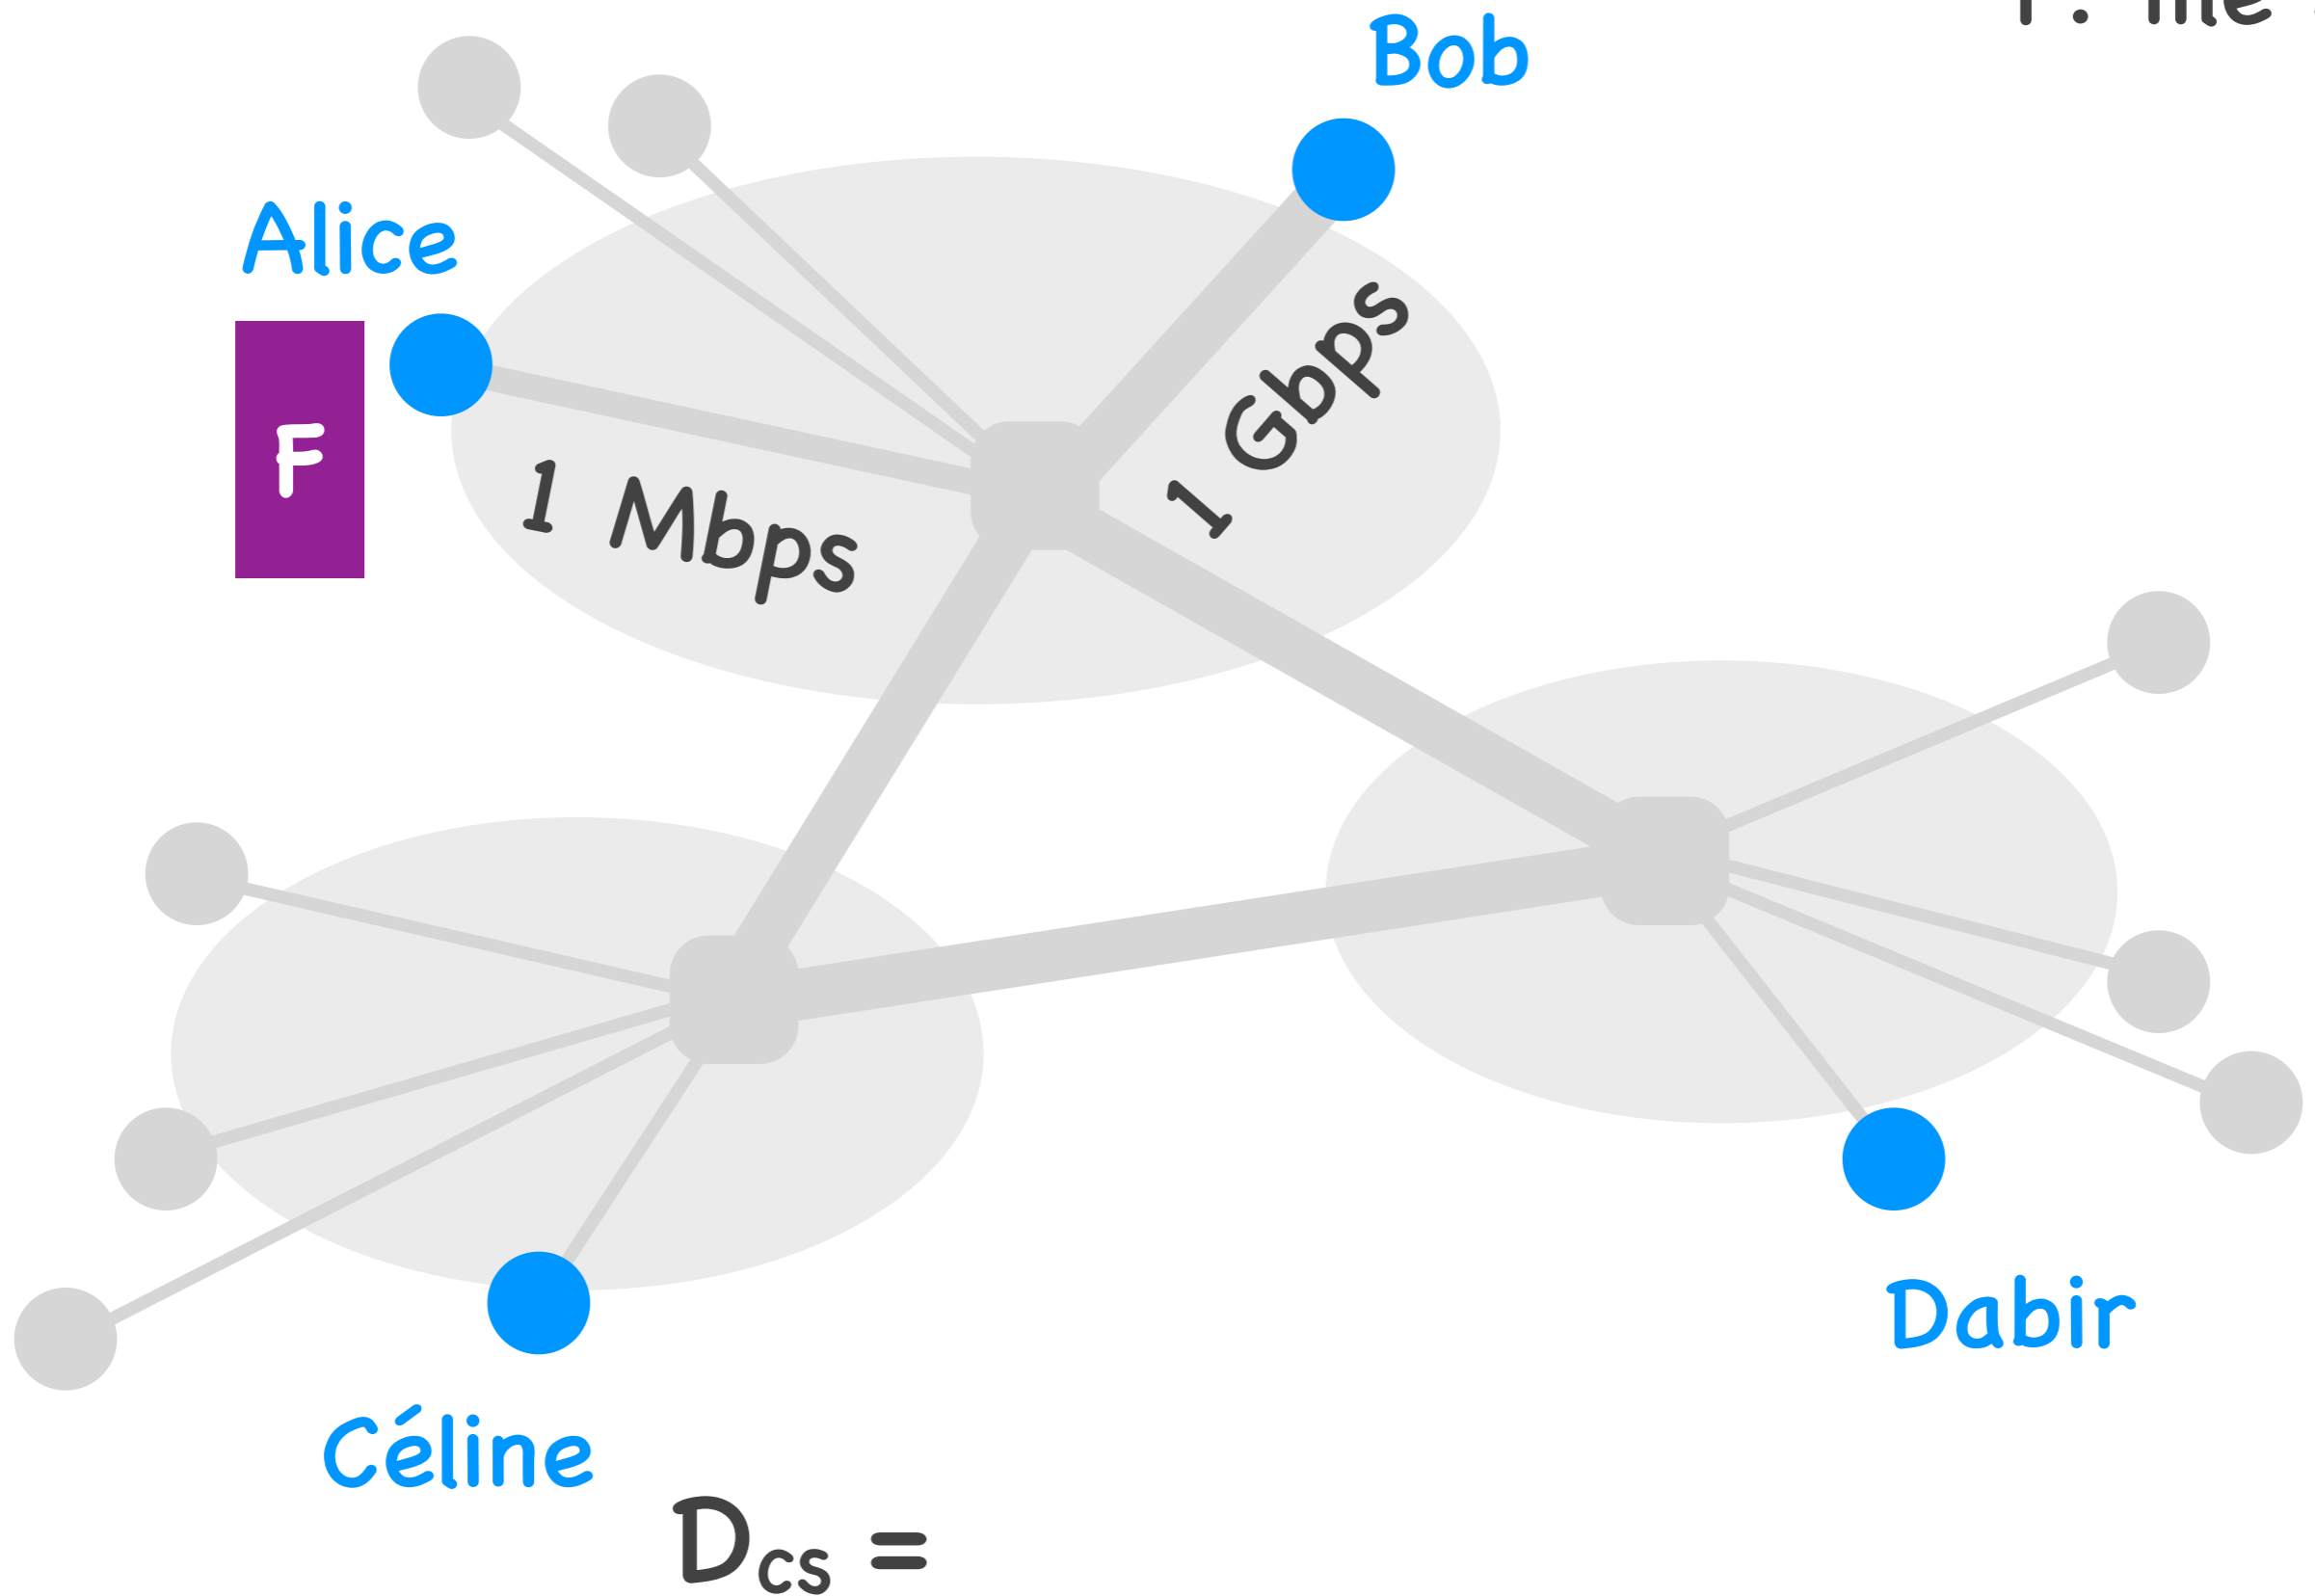 Bob
Alice
F
1 Mbps
1 Gbps
Dabir
Céline
Dcs =